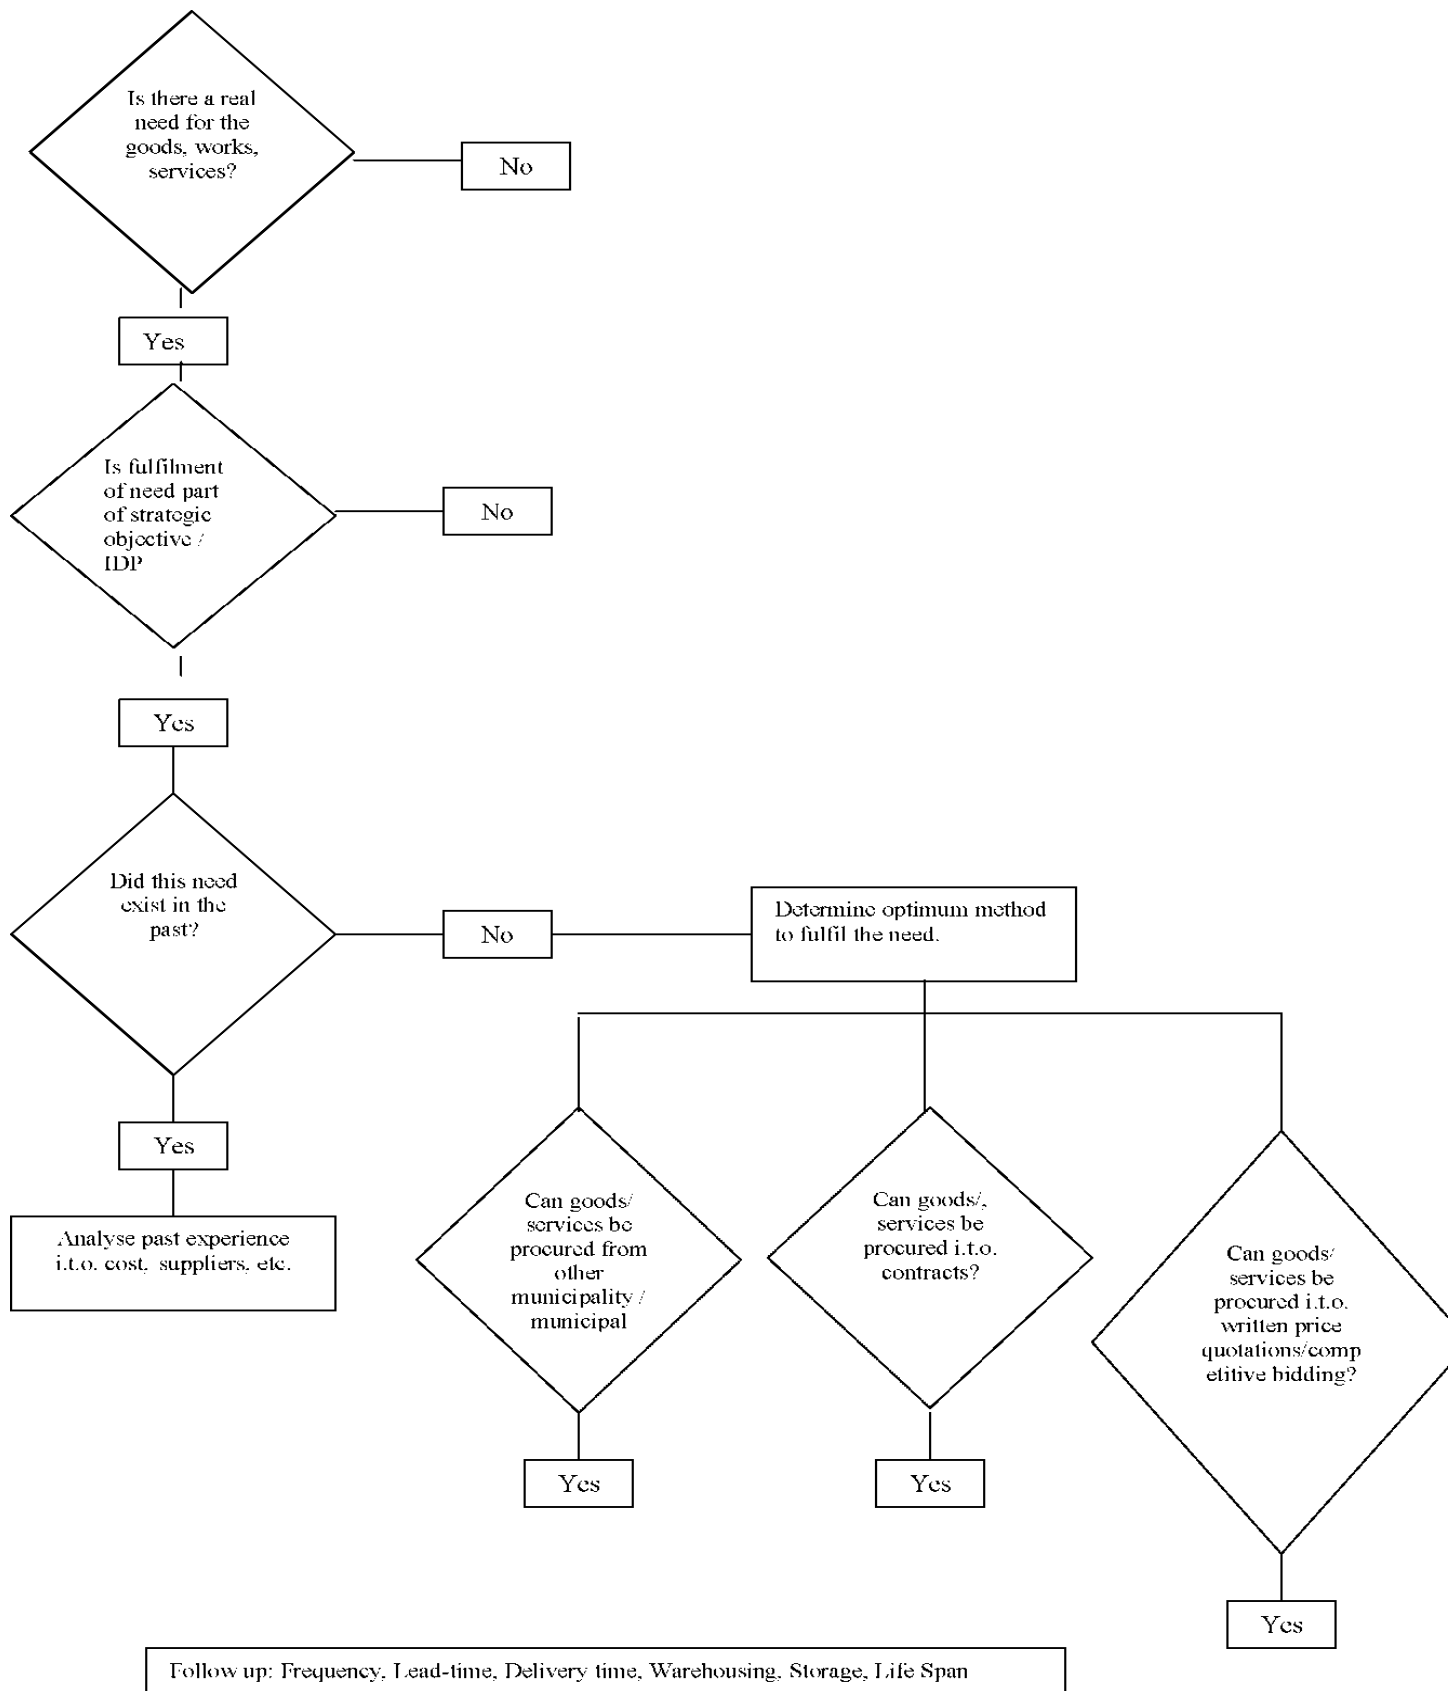 Is there a real
need for the
goods, works,
services?
No
Yes
Is fulfilment
of need part
of strategic
objective /
IDP
No
Yes
Did this need
exist in the
past?
No
Determine optimum method
to fulfil the need.
Yes
Analyse past experience
i.t.o. cost, suppliers, etc.
Can goods/
services be
procured from
other
municipality /
municipal
Can goods/,
services be
procured i.t.o.
contracts?
Can goods/
services be
procured i.t.o.
written price
quotations/comp
etitive bidding?
Yes
Yes
Yes
Follow up: Frequency, Lead-time, Delivery time, Warehousing, Storage, Life Span